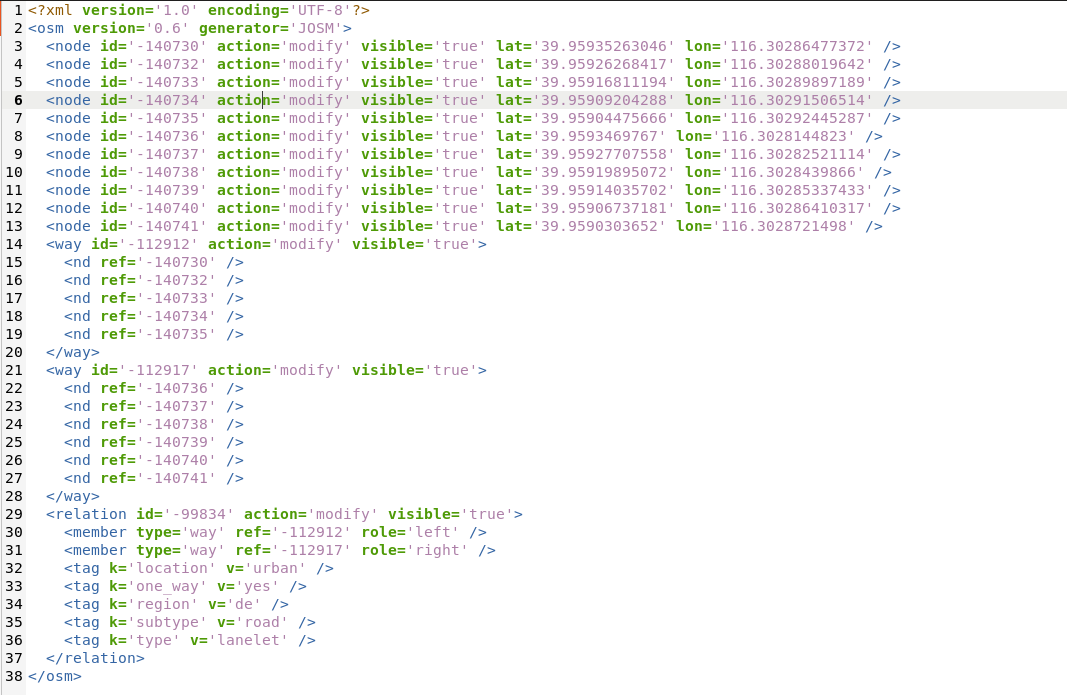 1 <?xml version='1.0' encoding='UTF-8'?>
2 <osm version='0.6' generator='JOSM'>
3   <node id='-140730' action='modify' visible='true' lat='39.95935263046' lon='116.30286477372' />
4   <node id='-140732' action='modify' visible='true' lat='39.95926268417' lon='116.30288019642' />
5   <node id='-140733' action='modify' visible='true' lat='39.95916811194' lon='116.30289897189' />
6   <node id='-140734' action='modify' visible='true' lat='39.95909204288' lon='116.30291506514' />
7   <node id='-140735' action='modify' visible='true' lat='39.95904475666' lon='116.30292445287' />
8   <node id='-140736' action='modify' visible='true' lat='39.9593469767' lon='116.3028144823' />
9   <node id='-140737' action='modify' visible='true' lat='39.95927707558' lon='116.30282521114' />
10   <node id='-140738' action='modify' visible='true' lat='39.95919895072' lon='116.3028439866' />
11   <node id='-140739' action='modify' visible='true' lat='39.95914035702' lon='116.30285337433' />
12   <node id='-140740' action='modify' visible='true' lat='39.95906737181' lon='116.30286410317' />
13   <node id='-140741' action='modify' visible='true' lat='39.9590303652' lon='116.3028721498' />
14   <way id='-112912' action='modify' visible='true'>
15     <nd ref='-140730' />
16     <nd ref='-140732' />
17     <nd ref='-140733' />
18     <nd ref='-140734' />
19     <nd ref='-140735' />
20   </way>
21   <way id='-112917' action='modify' visible='true'>
22     <nd ref='-140736' />
23     <nd ref='-140737' />
24     <nd ref='-140738' />
25     <nd ref='-140739' />
26     <nd ref='-140740' />
27     <nd ref='-140741' />
28   </way>
29   <relation id='-99834' action='modify' visible='true'>
30     <member type='way' ref='-112912' role='left' />
31     <member type='way' ref='-112917' role='right' />
32     <tag k='location' v='urban' />
33     <tag k='one_way' v='yes' />
34     <tag k='region' v='de' />
35     <tag k='subtype' v='road' />
36     <tag k='type' v='lanelet' />
37   </relation>
38 </osm>